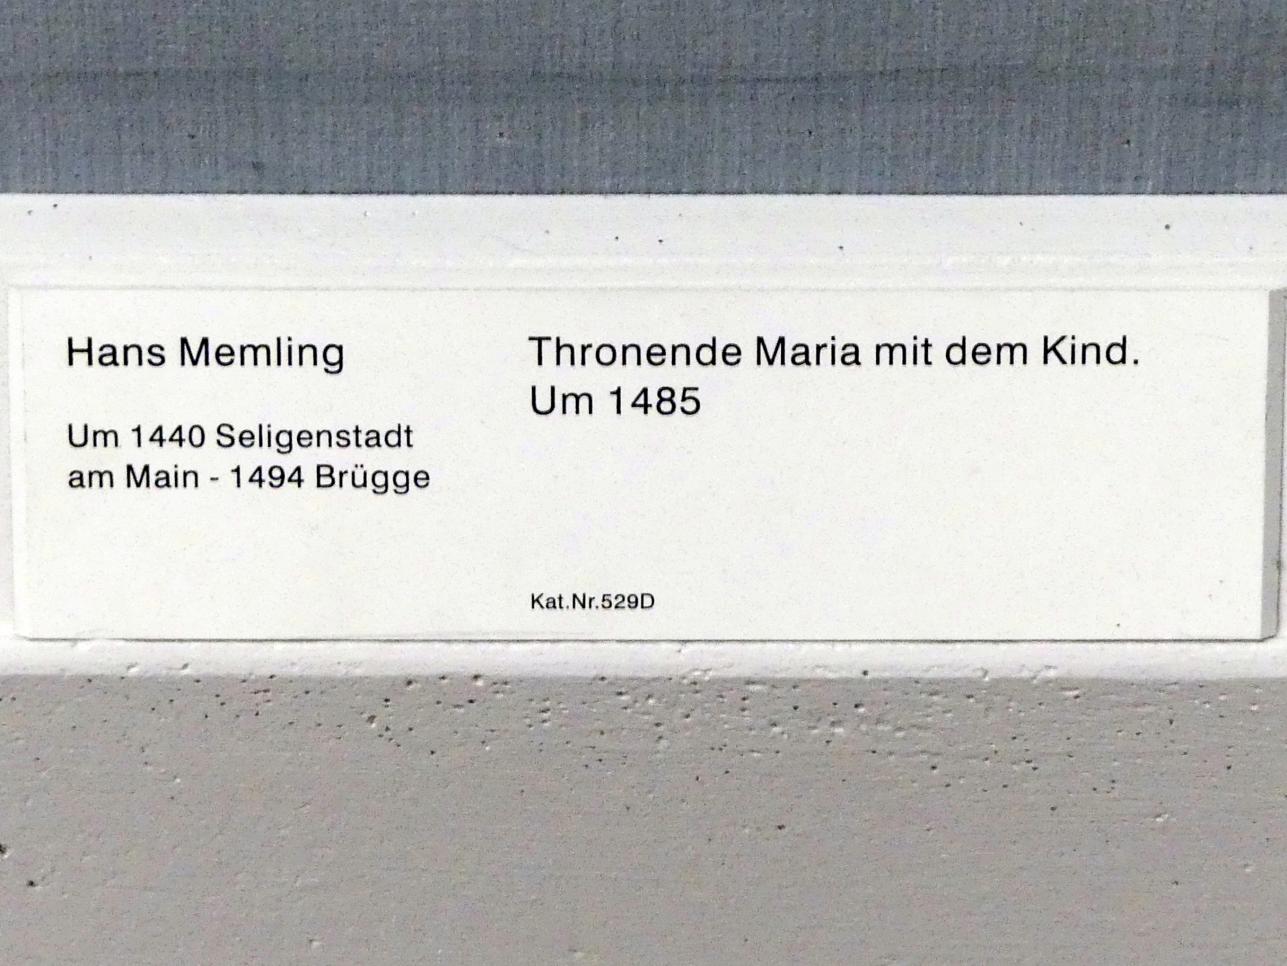 Hans Memling
Um 1440 Seligenstadt
am Main - 1494 Brügge
Thronende Maria mit dem Kind.
Um 1485
Kat.Nr.529D